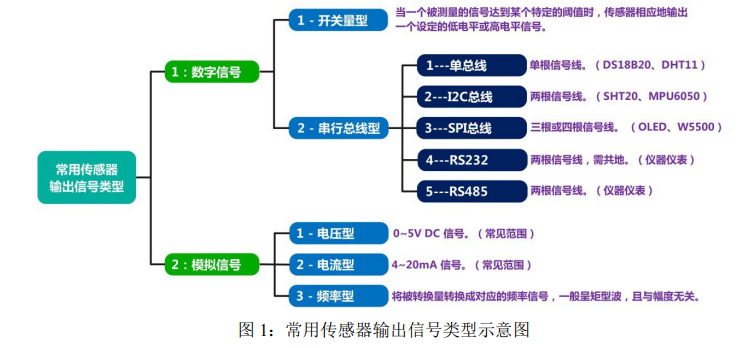 常用传感器
输出信号类型
1：数字信号
1 - 开关量型
当一个被测量的信号达到某个特定的阈值时，传感器相应地输出
一个设定的低电平或高电平信号。
2 - 串行总线型
1---单总线
单根信号线。（DS18B20、DHT11）
2---I2C总线
两根信号线。（SHT20、MPU6050）
3---SPI总线
三根或四根信号线。（OLED、W5500）
4---RS232
两根信号线，需共地。（仪器仪表）
5---RS485
两根信号线。（仪器仪表）
2：模拟信号
1 - 电压型
0~5V DC 信号。（常见范围）
2 - 电流型
4~20mA 信号。（常见范围）
3 - 频率型
将被转换量转换成对应的频率信号，一般呈矩型波，且与幅度无关。
图 1：常用传感器输出信号类型示意图